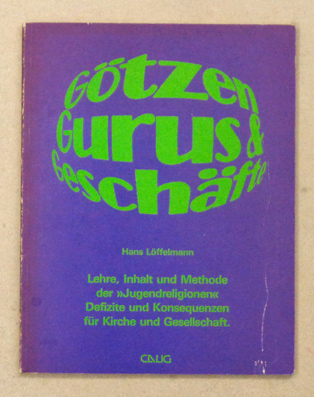 Götzen
Gurus &
Geschäfte
Hans Löffelmann
Lehre, Inhalt und Methode
der »Jugendreligionen«
Defizite und Konsequenzen
für Kirche und Gesellschaft.
CALIG